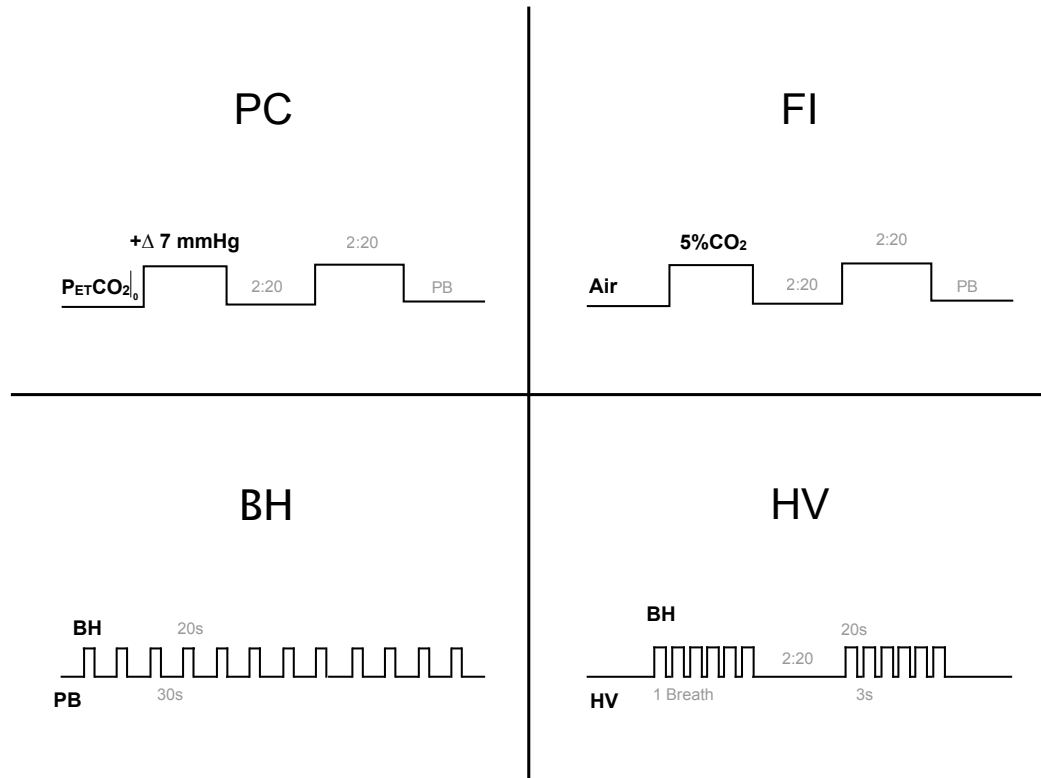 PC
+Δ 7 mmHg
2:20
PETCO2|0
2:20
PB
FI
5%CO2
2:20
Air
2:20
PB
BH
BH
20s
PB
30s
HV
BH
20s
2:20
HV
1 Breath
3s